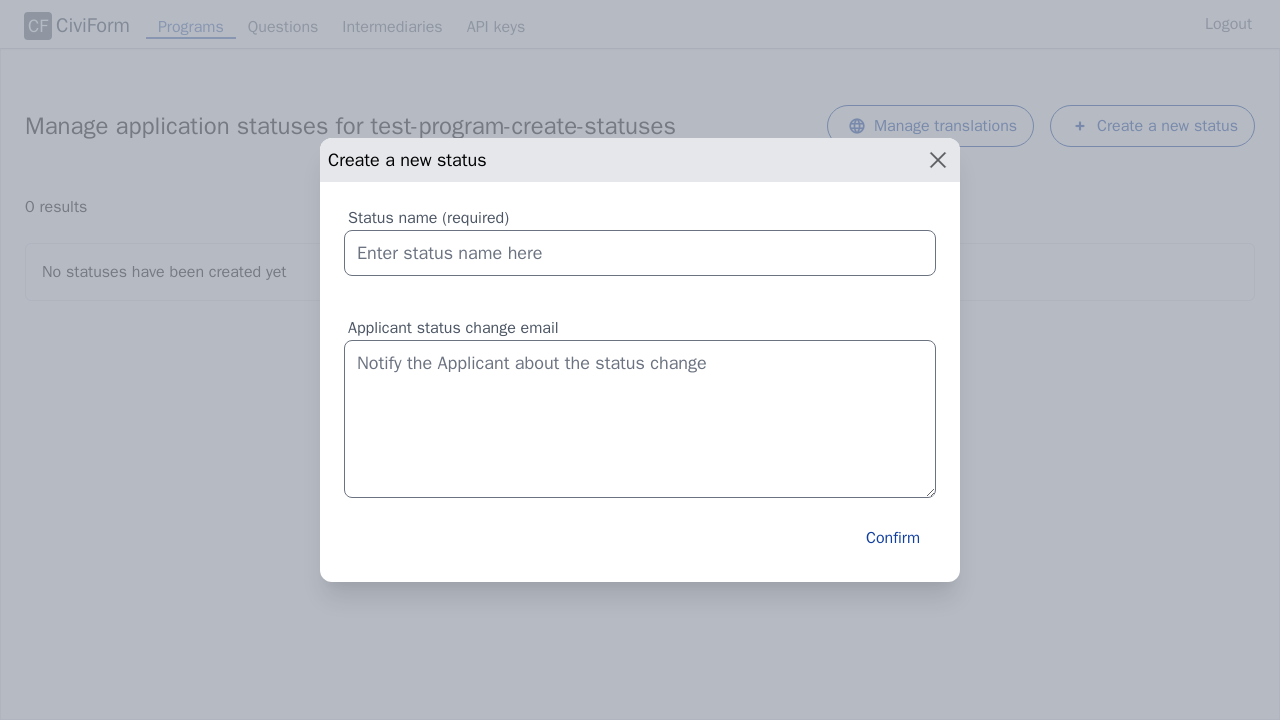 CF CiviForm Programs Questions Intermediaries API keys Logout
Manage application statuses for test-program-create-statuses
Manage translations
Create a new status
Create a new status
0 results
Status name (required)
Enter status name here
No statuses have been created yet
Applicant status change email
Notify the Applicant about the status change
Confirm